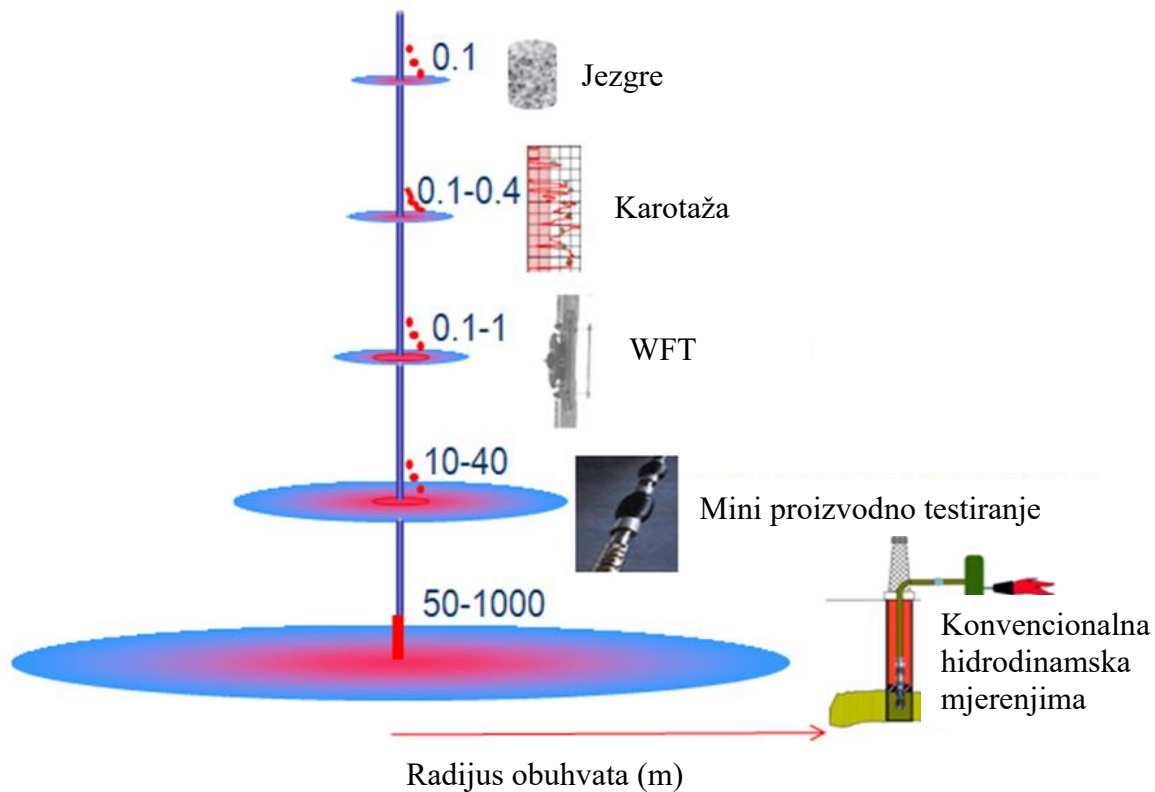 0.1
Jezgre
0.1-0.4
Karotaža
0.1-1
WFT
10-40
Mini proizvodno testiranje
50-1000
Konvencionalna
hidrodinamska
mjerenjima
Radijus obuhvata (m)